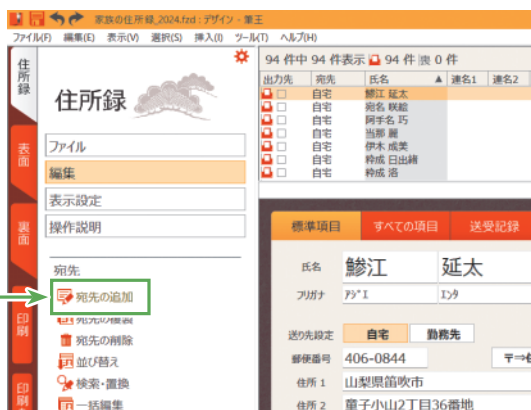 家族の住所録_2024.fzd : デザイン - 筆王
ファイル(F) 編集(E) 表示(V) 選択(S) 挿入(I) ツール(T) ヘルプ(H)
住所録
表面
裏面
印刷
印刷
住所録
ファイル
編集
表示設定
操作説明
宛先
宛先の追加
宛先の複製
宛先の削除
並び替え
検索・置換
一括編集
94 件中 94 件表示 94 件 喪 0 件
出力先 宛先 氏名 ▲ 連名1 連名2
自宅 鯵江 延太
自宅 宛名 咲絵
自宅 阿手名 巧
自宅 当那 麗
自宅 伊木 成美
自宅 粋成 日出緒
自宅 粋成 洛
標準項目 すべての項目 送受記録
氏名 鯵江 延太
フリガナ ｱｼﾞｴ ｴﾝﾀ
送り先設定 自宅 勤務先
郵便番号 406-0844 〒⇒住
住所 1 山梨県笛吹市
住所 2 童子小山2丁目36番地